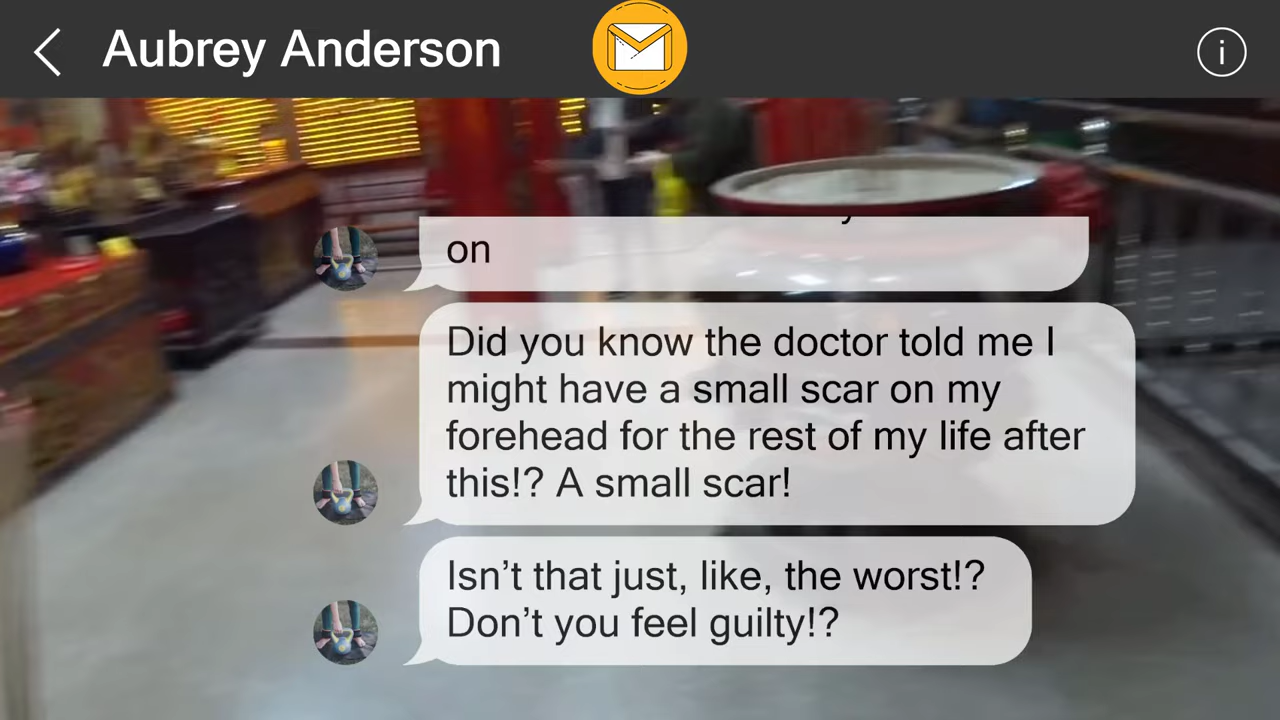 Aubrey Anderson
i
on
Did you know the doctor told me I
might have a small scar on my
forehead for the rest of my life after
this!? A small scar!
Isn’t that just, like, the worst!?
Don’t you feel guilty!?